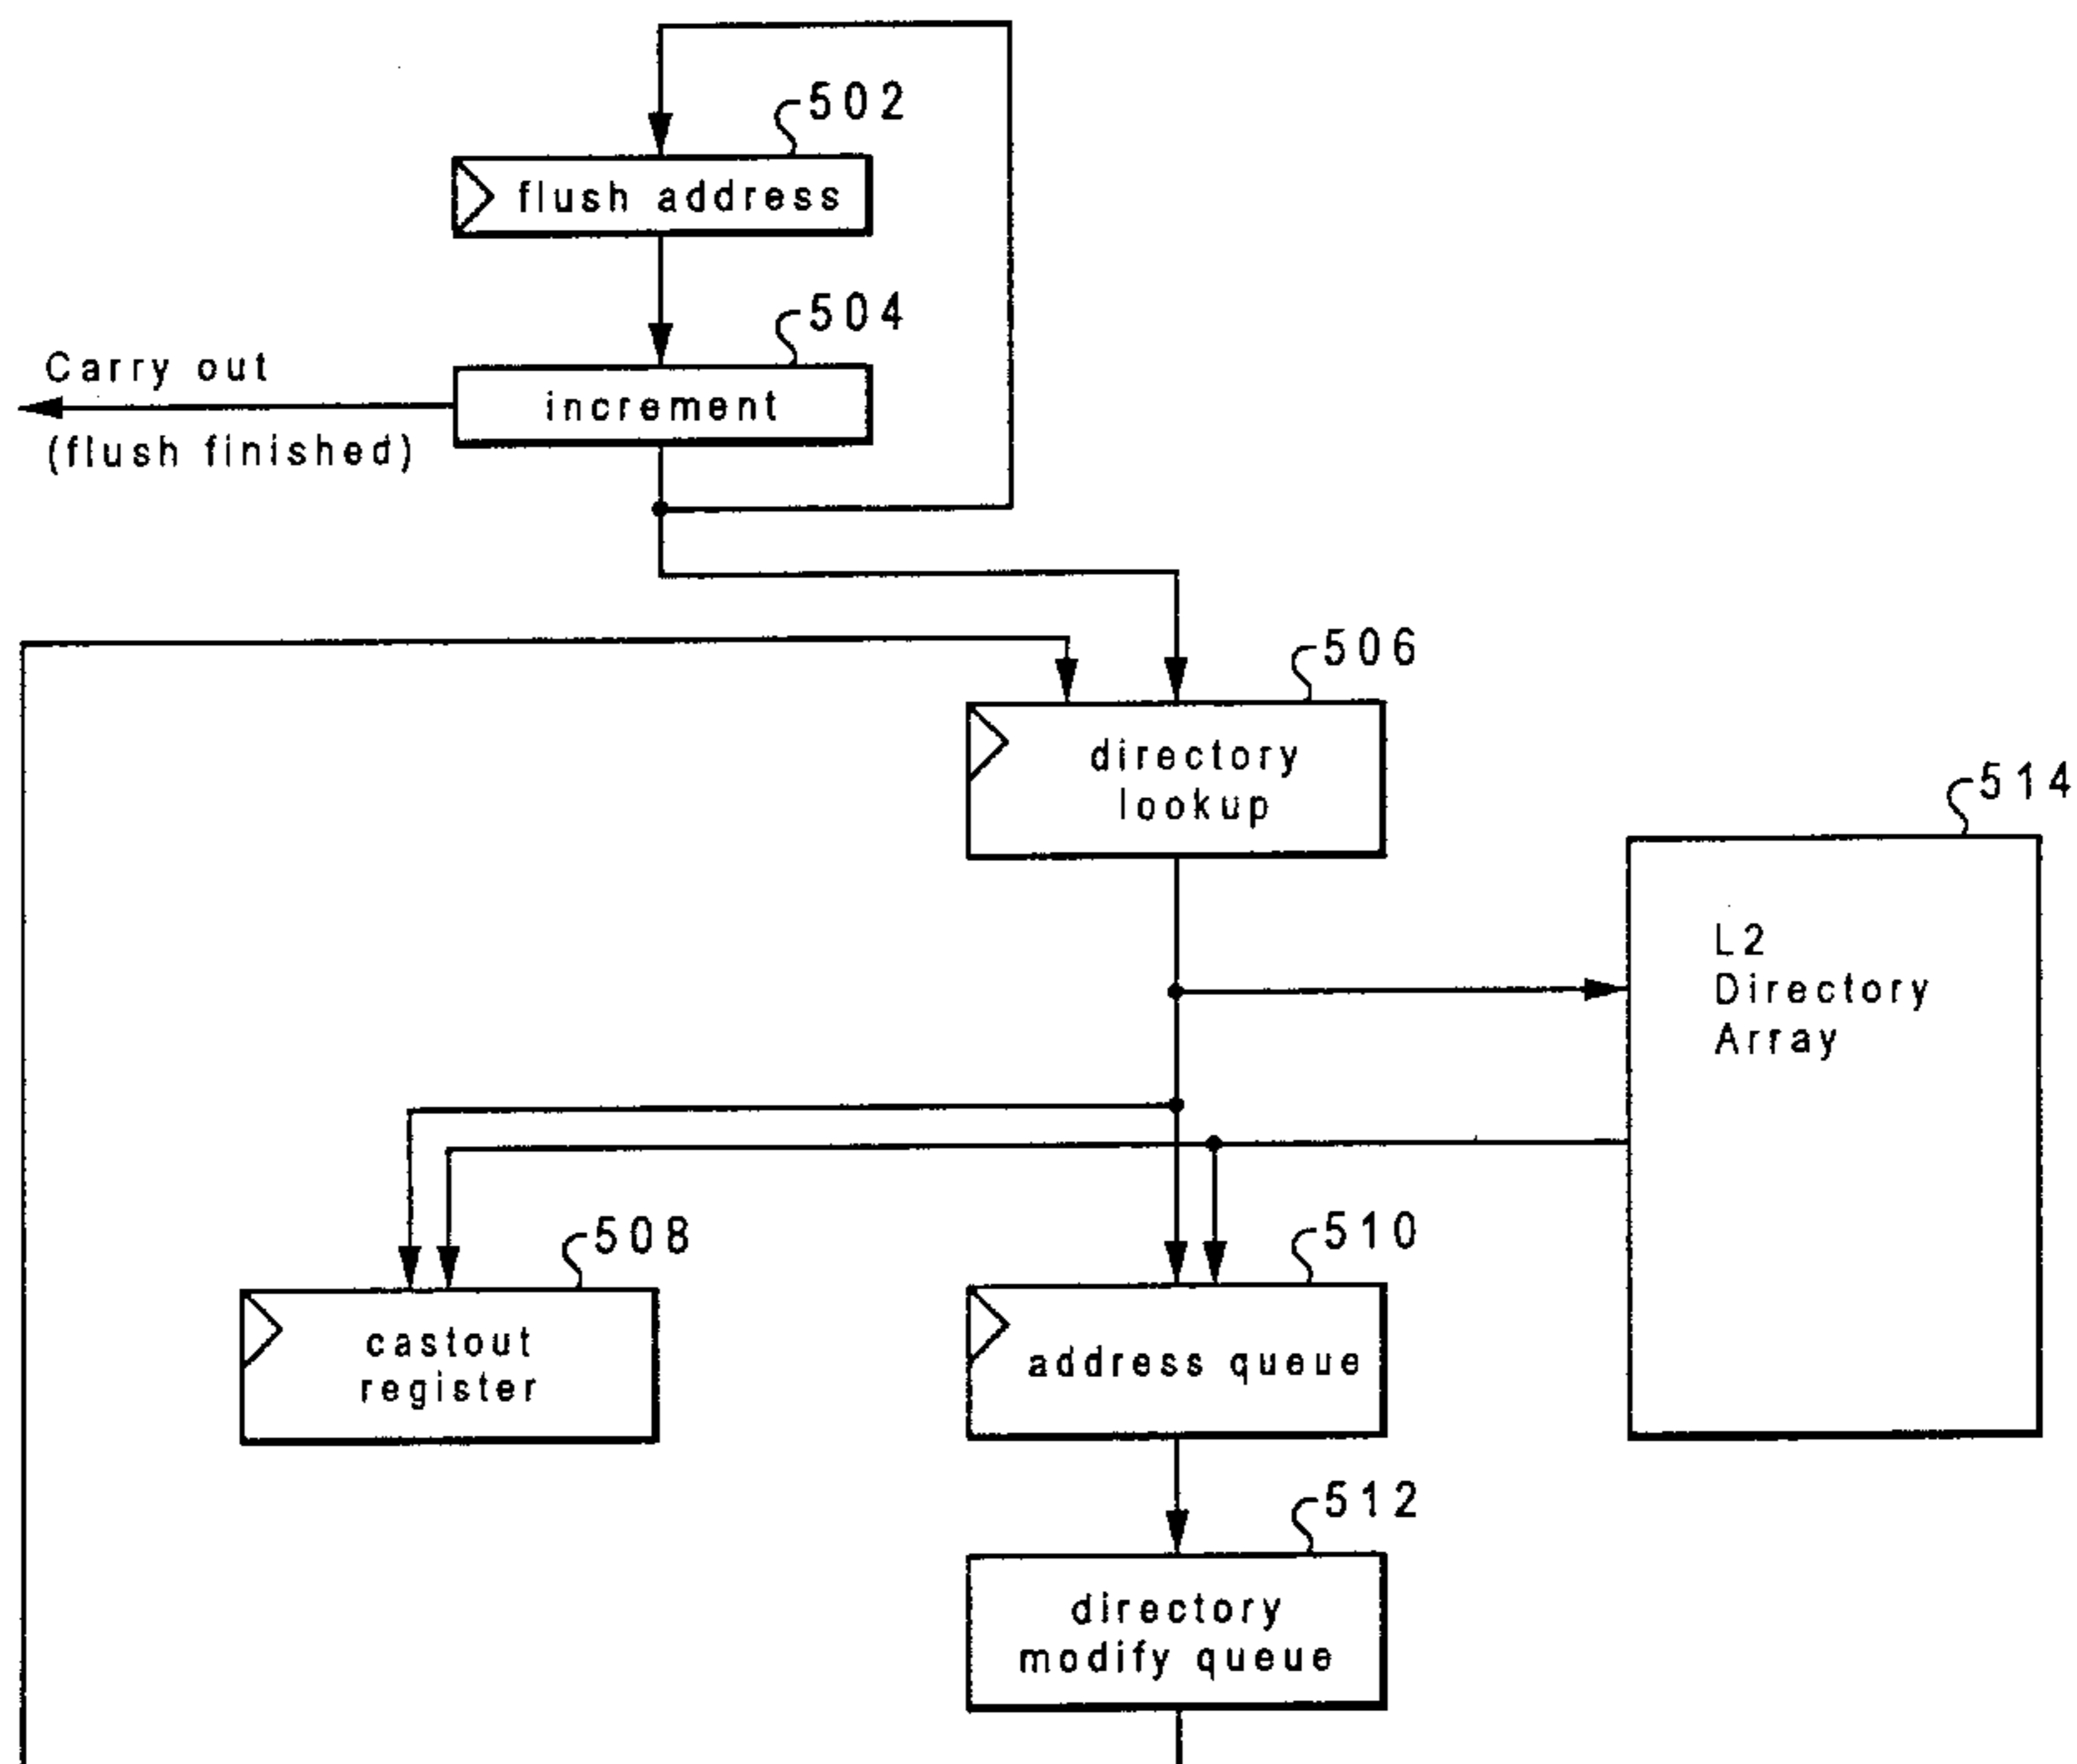 502
flush address
504
Carry out
increment
(flush finished)
506
directory
lookup
514
L2
Directory
Array
508
510
castout
register
address queue
512
directory
modify queue